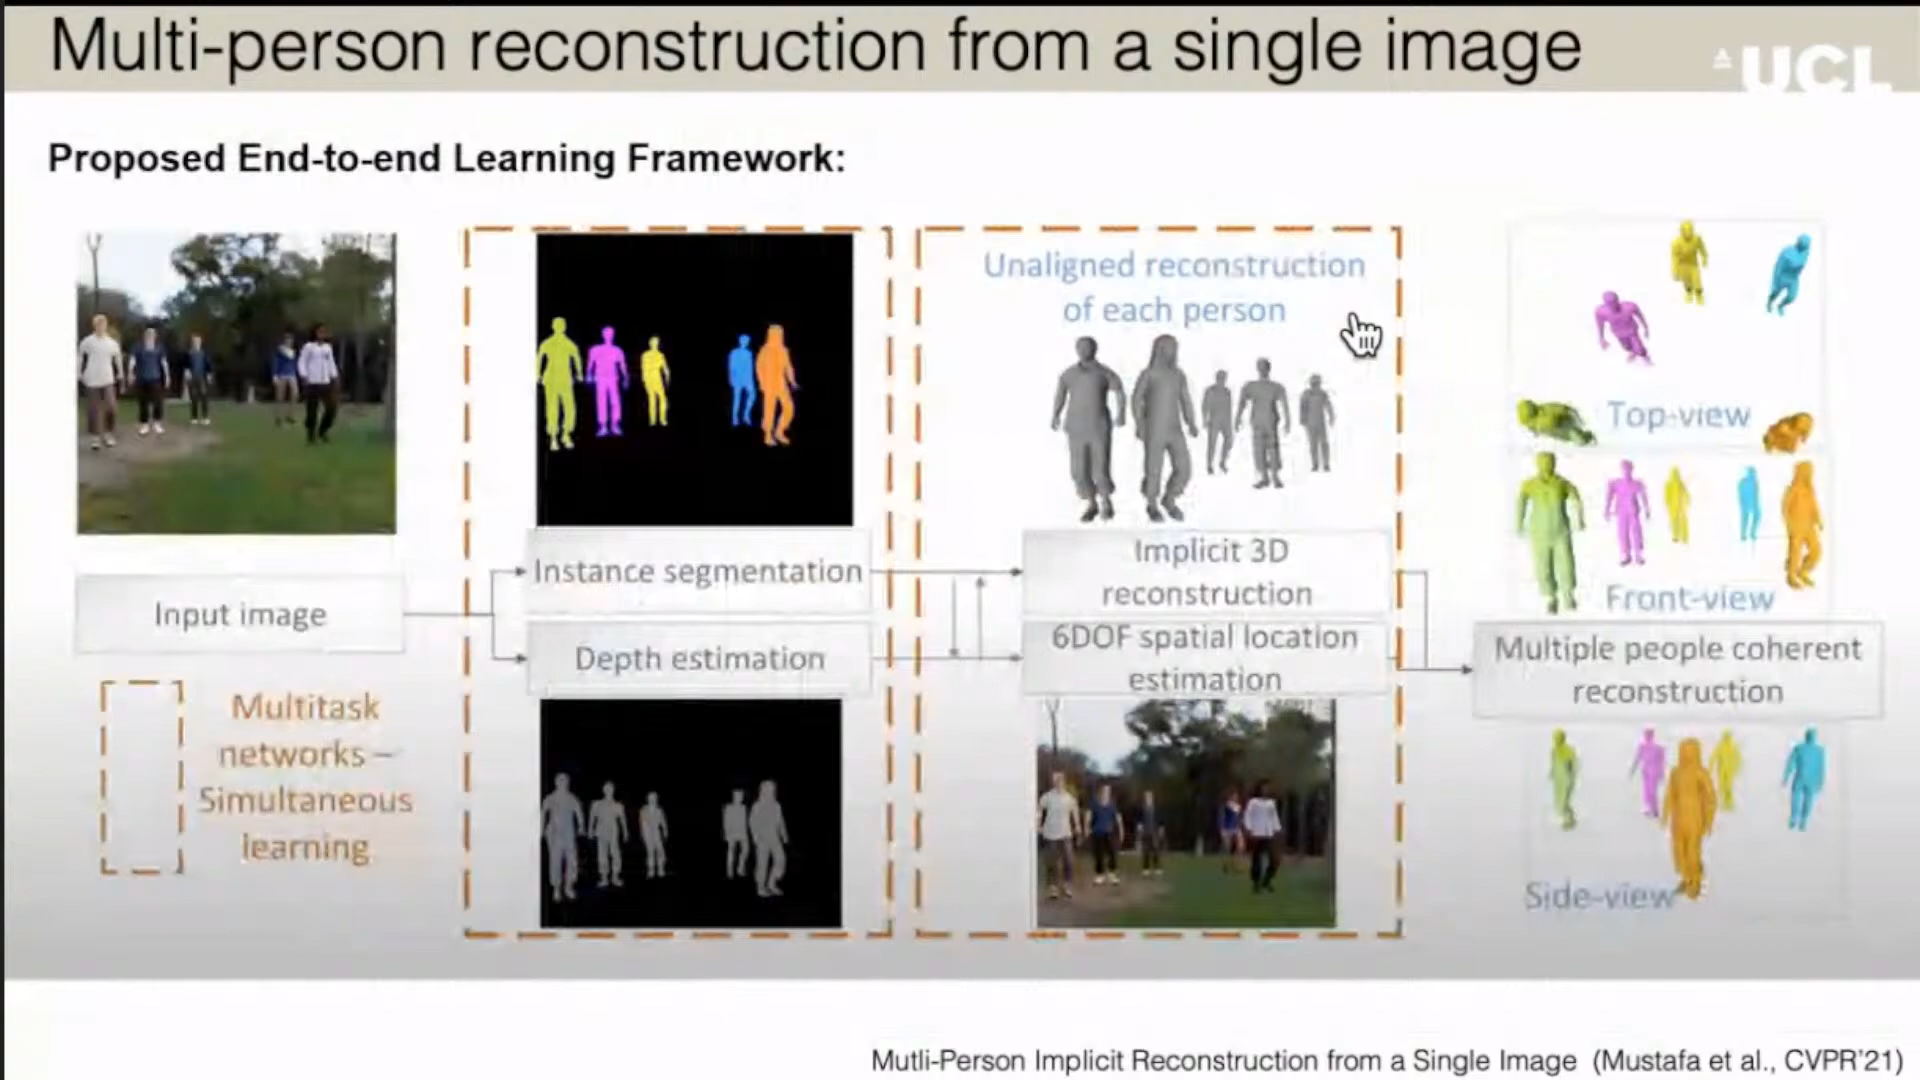 Multi-person reconstruction from a single image
UCL
Proposed End-to-end Learning Framework:
Input image
Multitask
networks –
Simultaneous
learning
Instance segmentation
Depth estimation
Unaligned reconstruction
of each person
Implicit 3D
reconstruction
6DOF spatial location
estimation
Top-view
Front-view
Multiple people coherent
reconstruction
Side-view
Mutli-Person Implicit Reconstruction from a Single Image (Mustafa et al., CVPR'21)